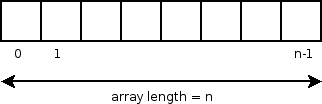 0 1 n-1
array length = n